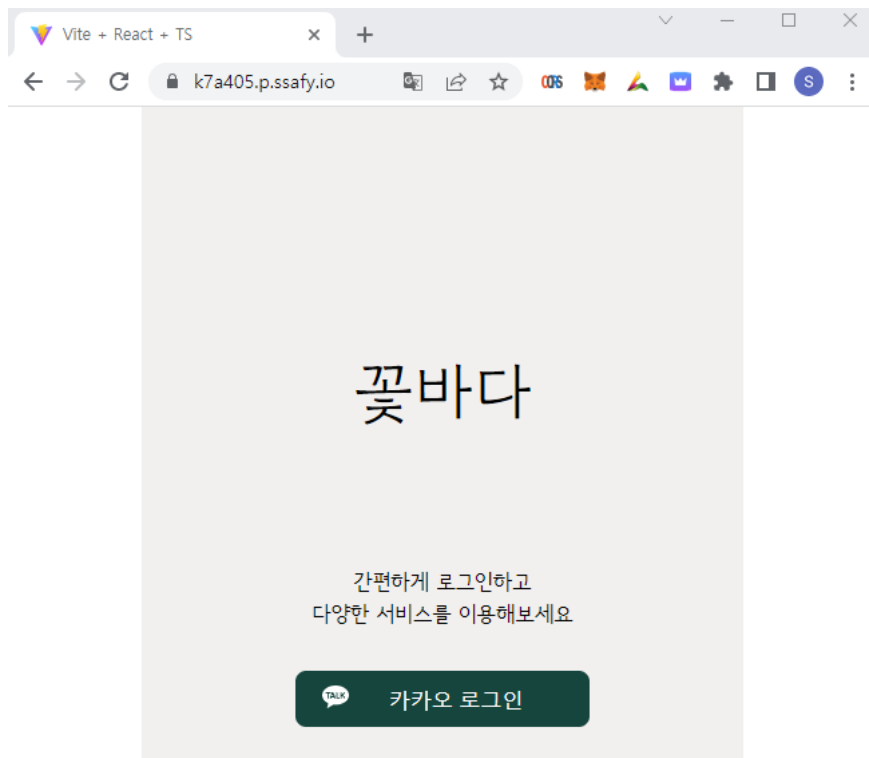 Vite + React + TS
k7a405.p.ssafy.io
CORS
S
꽃바다
간편하게 로그인하고
다양한 서비스를 이용해보세요
TALK
카카오 로그인